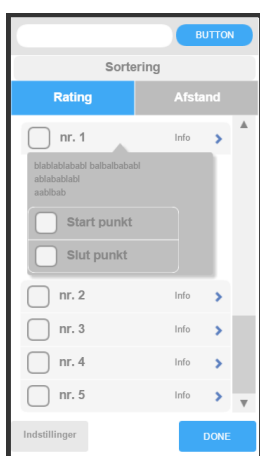 BUTTON
Sortering
Rating Afstand
nr. 1 Info
blablablababl balbalbababl
ablabablabl
aablbab
Start punkt
Slut punkt
nr. 2 Info
nr. 3 Info
nr. 4 Info
nr. 5 Info
Indstillinger DONE